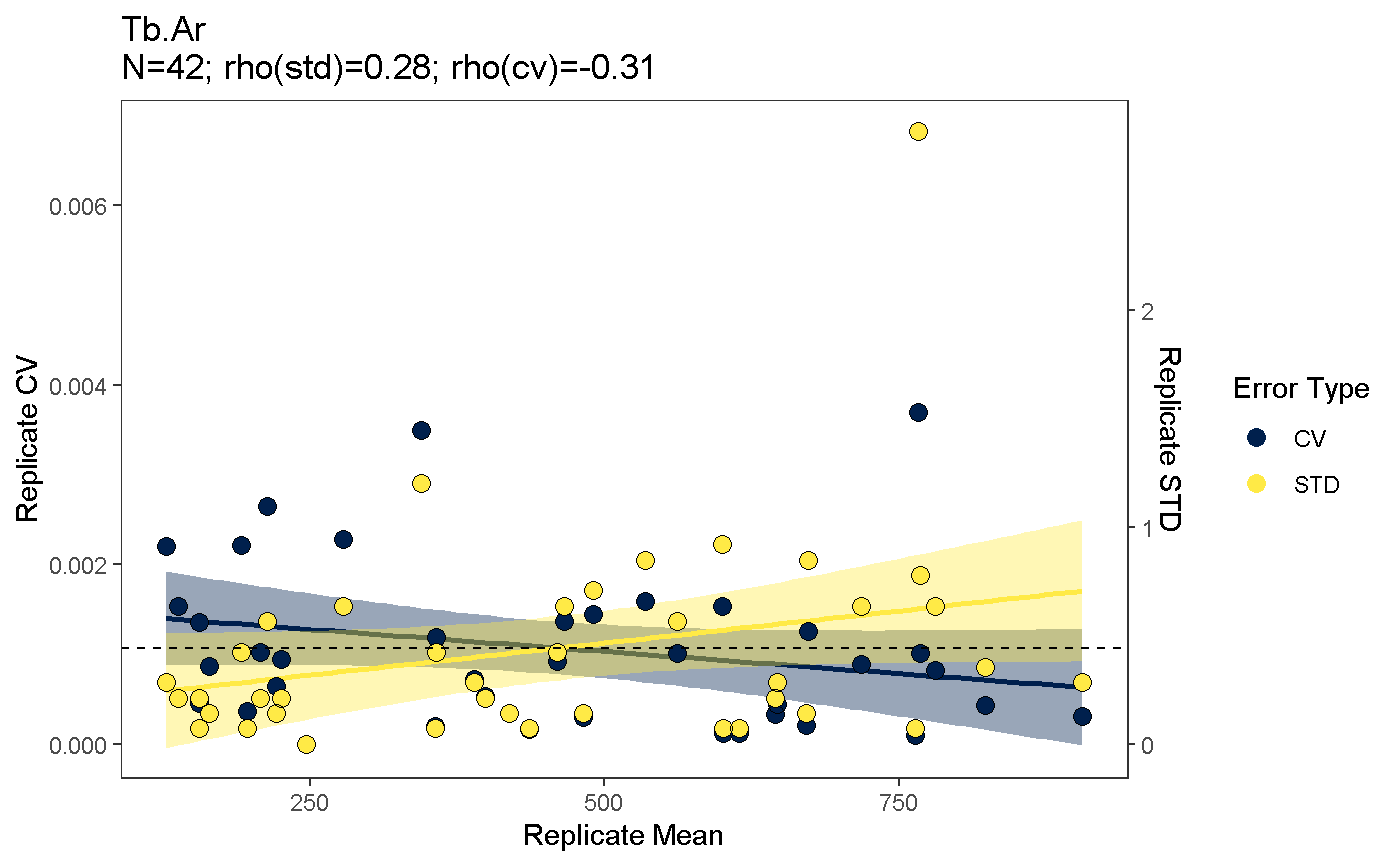 Tb.Ar
N=42; rho(std)=0.28; rho(cv)=-0.31
0.006
0.004
0.002
0.000
Replicate CV
2
1
0
Replicate STD
250
500
750
Replicate Mean
Error Type
CV
STD